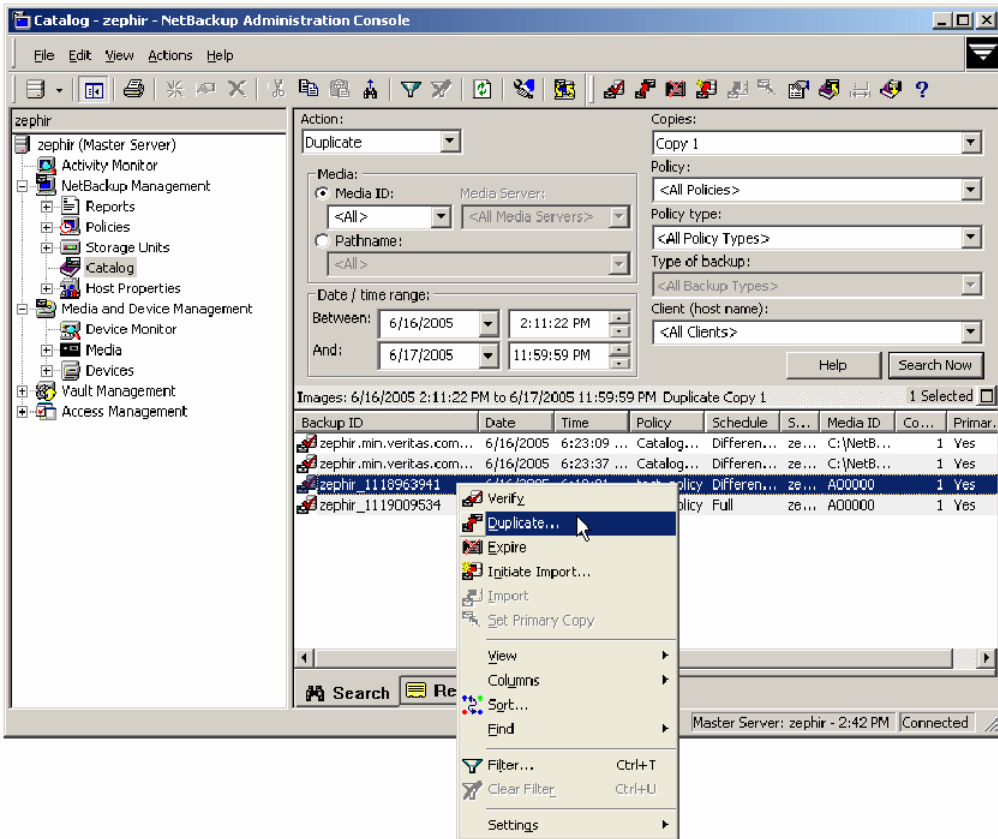 Catalog - zephir - NetBackup Administration Console
File Edit View Actions Help
zephir
zephir (Master Server)
Activity Monitor
NetBackup Management
Reports
Policies
Storage Units
Catalog
Host Properties
Media and Device Management
Device Monitor
Media
Devices
Vault Management
Access Management
Action:
Duplicate
Media:
Media ID:
Media Server:
<All>
<All Media Servers>
Pathname:
<All>
Date / time range:
Between: 6/16/2005 2:11:22 PM
And: 6/17/2005 11:59:59 PM
Copies:
Copy 1
Policy:
<All Policies>
Policy type:
<All Policy Types>
Type of backup:
<All Backup Types>
Client (host name):
<All Clients>
Help Search Now
Images: 6/16/2005 2:11:22 PM to 6/17/2005 11:59:59 PM Duplicate Copy 1 1 Selected
Backup ID Date Time Policy Schedule S... Media ID Co... Primar.
zephir.min.veritas.com... 6/16/2005 6:23:09 ... Catalog... Differen... ze... C:\NetB... 1 Yes
zephir.min.veritas.com... 6/16/2005 6:23:37 ... Catalog... Differen... ze... C:\NetB... 1 Yes
zephir_1118963941 Differen... ze... A00000 1 Yes
zephir_1119009534 olicy Full ze... A00000 1 Yes
Verify
Duplicate...
Expire
Initiate Import...
Import
Set Primary Copy
View
Columns
Sort...
Find
Filter... Ctrl+T
Clear Filter Ctrl+U
Settings
Search Re
Master Server: zephir - 2:42 PM Connected